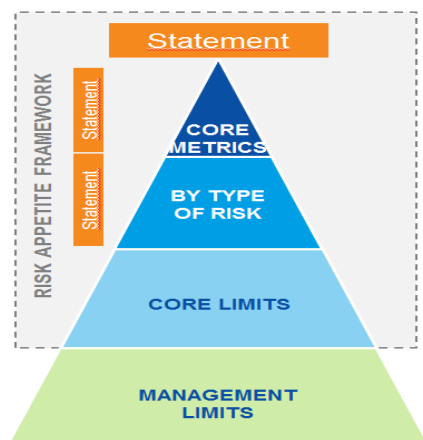 Statement
RISK APPETITE FRAMEWORK
Statement
Statement
CORE
METRICS
BY TYPE
OF RISK
CORE LIMITS
MANAGEMENT
LIMITS